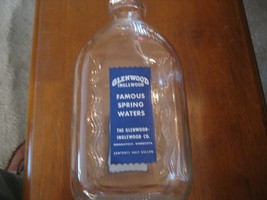 GLENWOOD
INGLEWOOD
FAMOUS
SPRING
WATERS
THE GLENWOOD-
INGLEWOOD CO.
MINNEAPOLIS, MINNESOTA
CONTENTS HALF GALLON